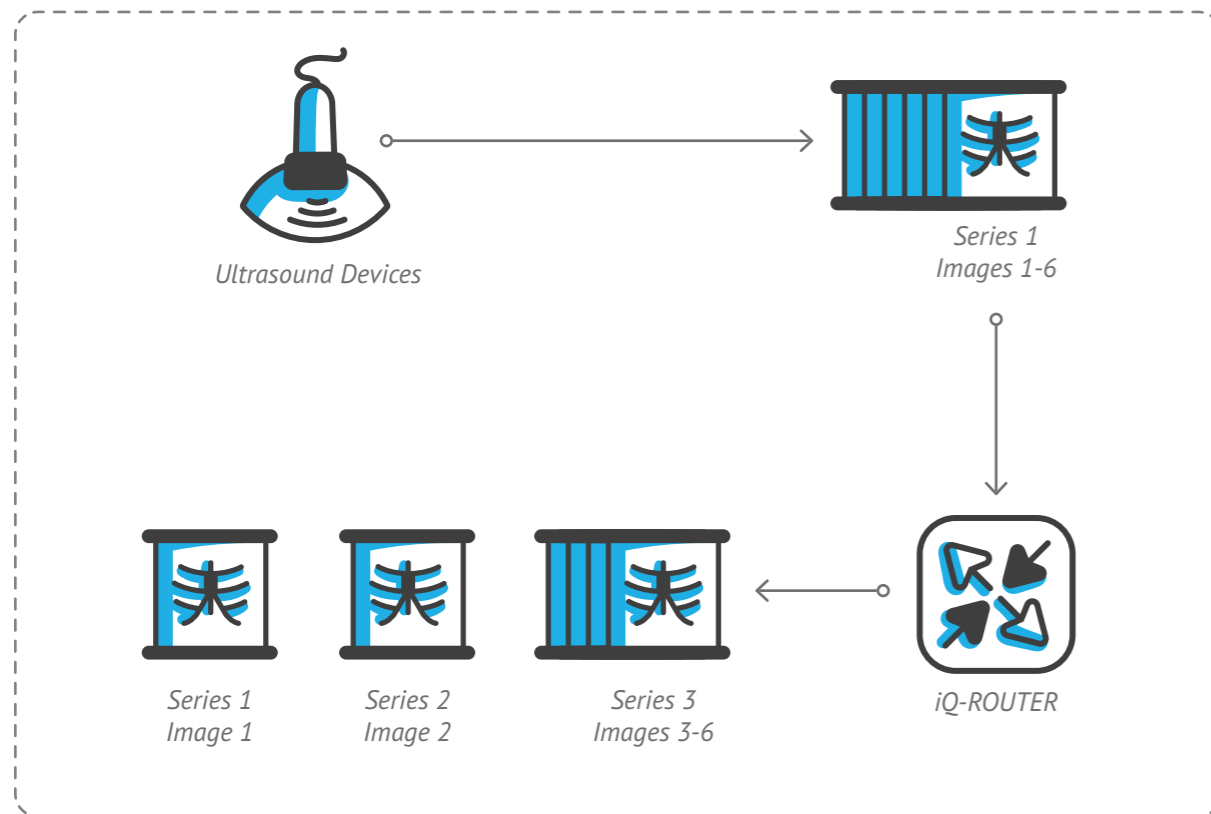 Ultrasound Devices
Series 1
Images 1-6
iQ-ROUTER
Series 1
Image 1
Series 2
Image 2
Series 3
Images 3-6